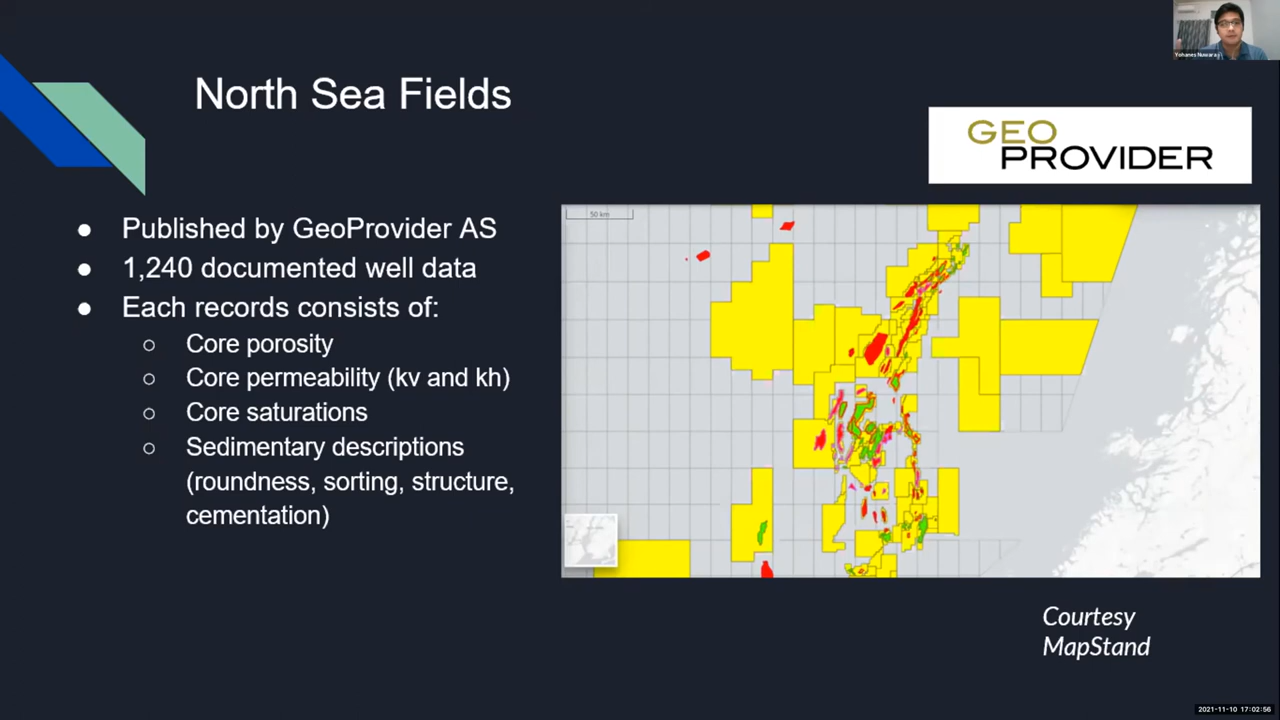 Yohanes Nuwara
North Sea Fields
GEO
PROVIDER
● Published by GeoProvider AS
● 1,240 documented well data
● Each records consists of:
○ Core porosity
○ Core permeability (kv and kh)
○ Core saturations
○ Sedimentary descriptions
(roundness, sorting, structure,
cementation)
50 km
Courtesy
MapStand
2021-11-10 17:02:56